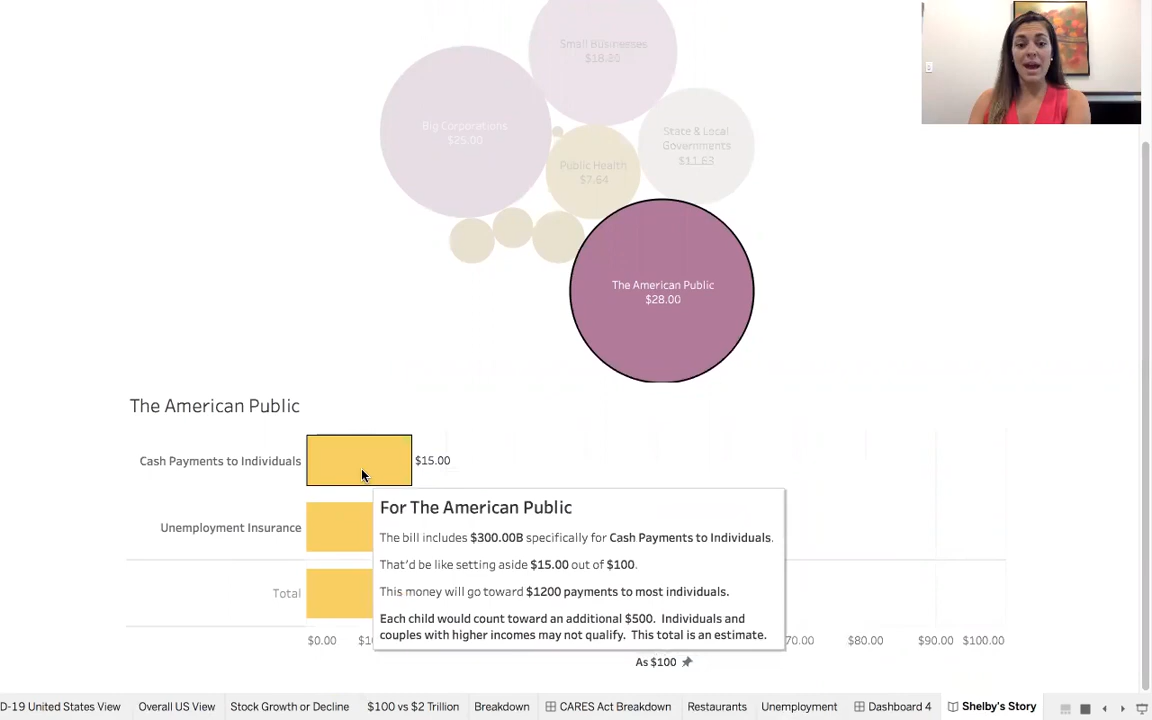 Small Businesses
$18.85
Big Corporations
$25.00
State & Local
Governments
$11.63
Public Health
$7.64
The American Public
$28.00
The American Public
Cash Payments to Individuals
$15.00
For The American Public
The bill includes $300.00B specifically for Cash Payments to Individuals.
That'd be like setting aside $15.00 out of $100.
This money will go toward $1200 payments to most individuals.
Each child would count toward an additional $500. Individuals and
couples with higher incomes may not qualify. This total is an estimate.
Unemployment Insurance
Total
$0.00
$80.00
$90.00
$100.00
As $100
D-19 United States View
Overall US View
Stock Growth or Decline
$100 vs $2 Trillion
Breakdown
CARES Act Breakdown
Restaurants
Unemployment
Dashboard 4
Shelby's Story